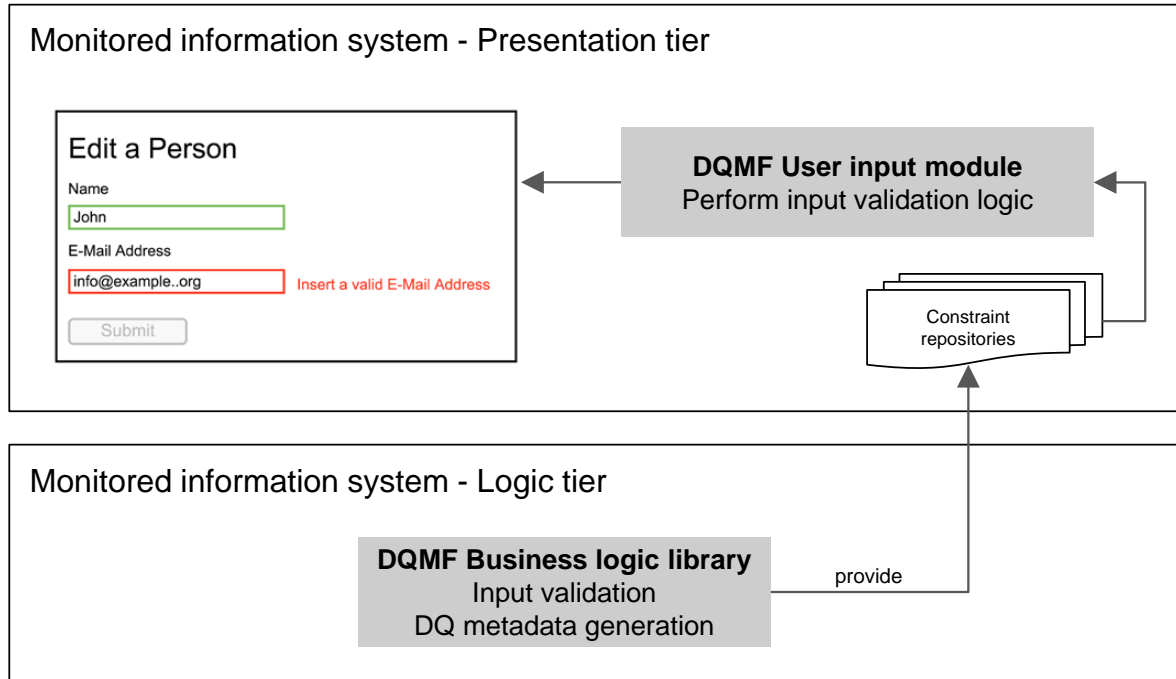 Monitored information system - Presentation tier
Edit a Person
Name
John
E-Mail Address
info@example..org
Insert a valid E-Mail Address
Submit
DQMF User input module
Perform input validation logic
Constraint
repositories
Monitored information system - Logic tier
DQMF Business logic library
Input validation
DQ metadata generation
provide